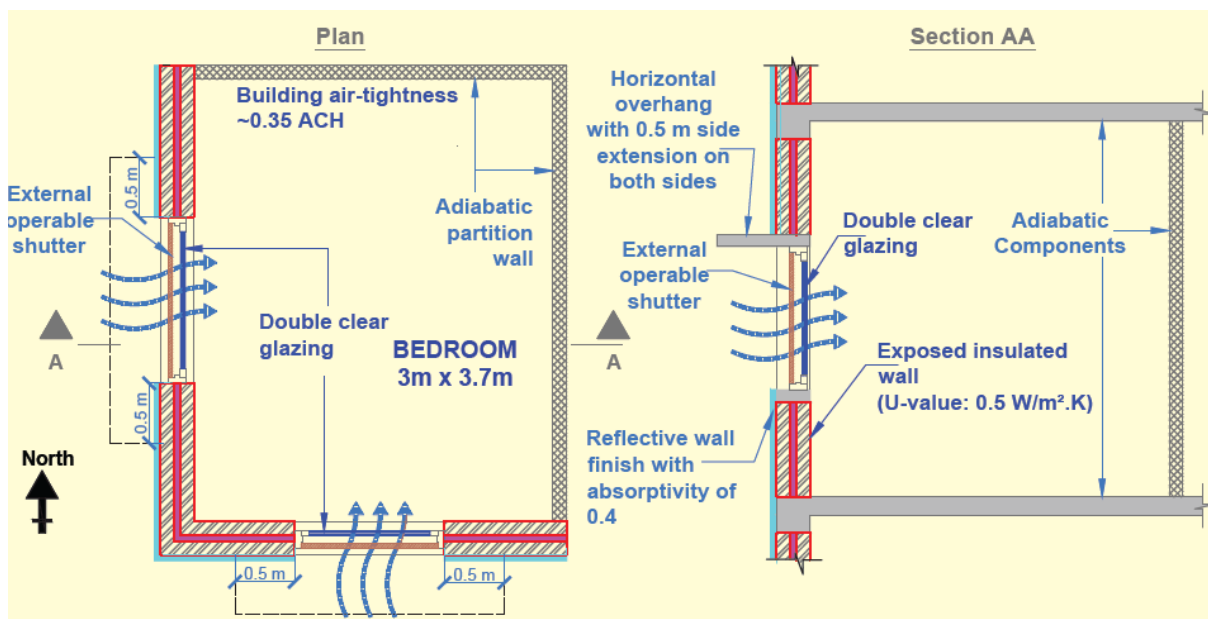 Plan
Section AA
Building air-tightness
~0.35 ACH
0.5 m
External
operable
shutter
Adiabatic
partition
wall
Double clear
glazing
BEDROOM
3m x 3.7m
A
A
0.5 m
North
0.5 m
0.5 m
Horizontal
overhang
with 0.5 m side
extension on
both sides
Double clear
glazing
Adiabatic
Components
External
operable
shutter
Exposed insulated
wall
(U-value: 0.5 W/m².K)
Reflective wall
finish with
absorptivity of
0.4